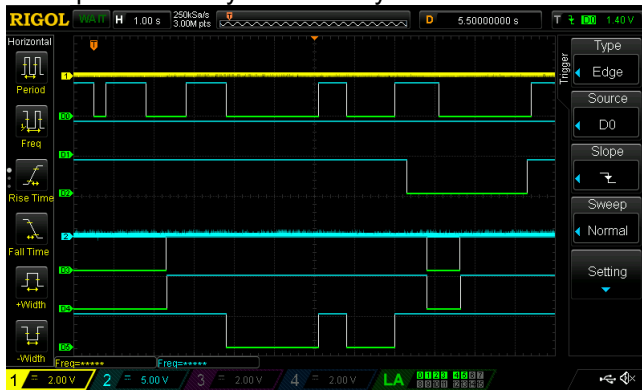 RIGOL WAIT H 1.00 s 250kSa/s 3.00M pts D 5.50000000 s T D0 1.40 V
Horizontal
Period
Freq
Rise Time
Fall Time
+Width
-Width
1
D0
D1
D2
2
D3
D4
D5
Trigger
Type
Edge
Source
D0
Slope
Sweep
Normal
Setting
Freq=***** Freq=*****
1 = 2.00 V 2 = 5.00 V 3 = 2.00 V 4 = 2.00 V LA